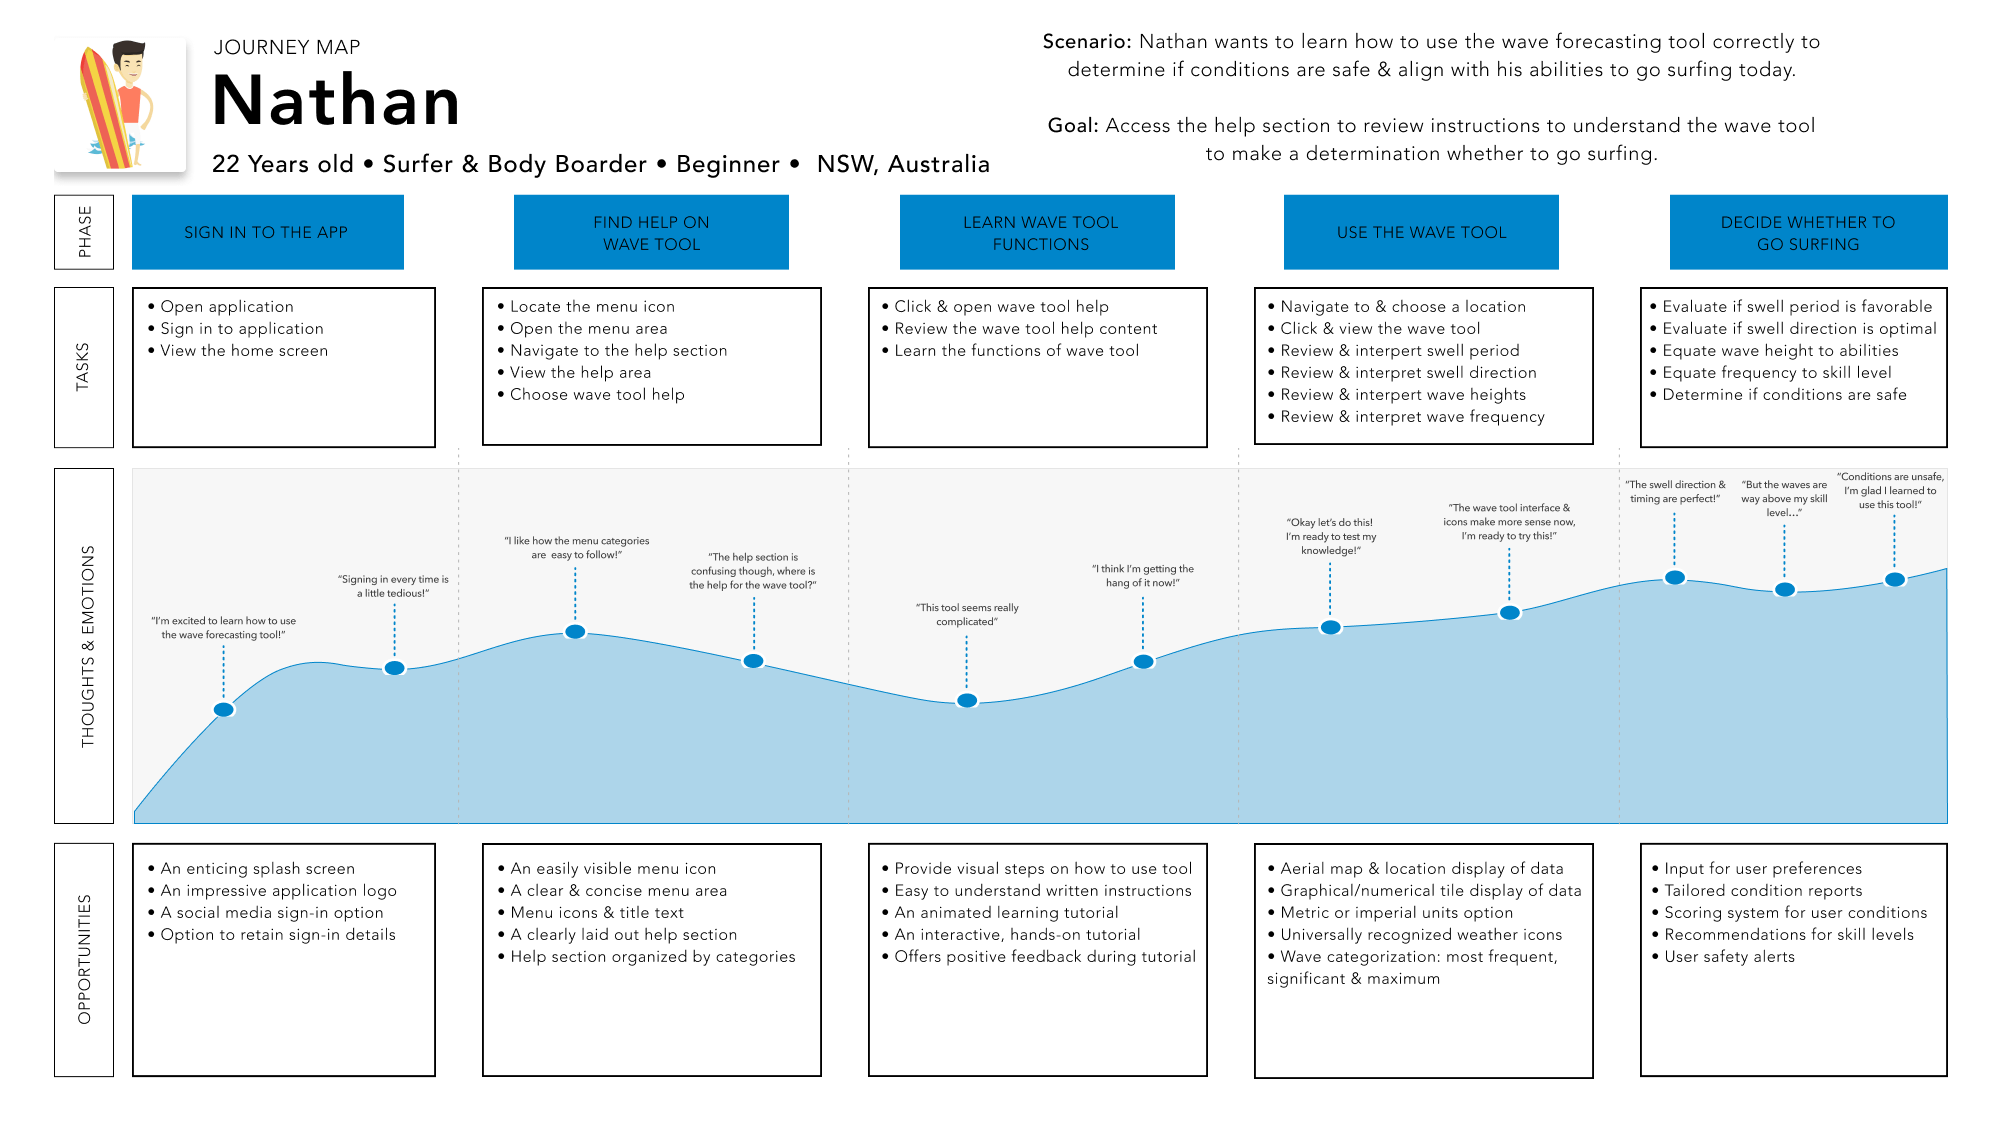 JOURNEY MAP
Nathan
22 Years old • Surfer & Body Boarder • Beginner • NSW, Australia
Scenario: Nathan wants to learn how to use the wave forecasting tool correctly to
determine if conditions are safe & align with his abilities to go surfing today.
Goal: Access the help section to review instructions to understand the wave tool
to make a determination whether to go surfing.
PHASE
SIGN IN TO THE APP
FIND HELP ON
WAVE TOOL
LEARN WAVE TOOL
FUNCTIONS
USE THE WAVE TOOL
DECIDE WHETHER TO
GO SURFING
TASKS
• Open application
• Sign in to application
• View the home screen
• Locate the menu icon
• Open the menu area
• Navigate to the help section
• View the help area
• Choose wave tool help
• Click & open wave tool help
• Review the wave tool help content
• Learn the functions of wave tool
• Navigate to & choose a location
• Click & view the wave tool
• Review & interpert swell period
• Review & interpret swell direction
• Review & interpert wave heights
• Review & interpret wave frequency
• Evaluate if swell period is favorable
• Evaluate if swell direction is optimal
• Equate wave height to abilities
• Equate frequency to skill level
• Determine if conditions are safe
THOUGHTS & EMOTIONS
“I’m excited to learn how to use
the wave forecasting tool!”
“Signing in every time is
a little tedious!”
“I like how the menu categories
are easy to follow!”
“The help section is
confusing though, where is
the help for the wave tool?”
“This tool seems really
complicated”
“I think I’m getting the
hang of it now!”
“Okay let’s do this!
I’m ready to test my
knowledge!”
“The wave tool interface &
icons make more sense now,
I’m ready to try this!”
“The swell direction &
timing are perfect!”
“But the waves are
way above my skill
level...”
“Conditions are unsafe,
I’m glad I learned to
use this tool!”
OPPORTUNITIES
• An enticing splash screen
• An impressive application logo
• A social media sign-in option
• Option to retain sign-in details
• An easily visible menu icon
• A clear & concise menu area
• Menu icons & title text
• A clearly laid out help section
• Help section organized by categories
• Provide visual steps on how to use tool
• Easy to understand written instructions
• An animated learning tutorial
• An interactive, hands-on tutorial
• Offers positive feedback during tutorial
• Aerial map & location display of data
• Graphical/numerical tile display of data
• Metric or imperial units option
• Universally recognized weather icons
• Wave categorization: most frequent,
significant & maximum
• Input for user preferences
• Tailored condition reports
• Scoring system for user conditions
• Recommendations for skill levels
• User safety alerts